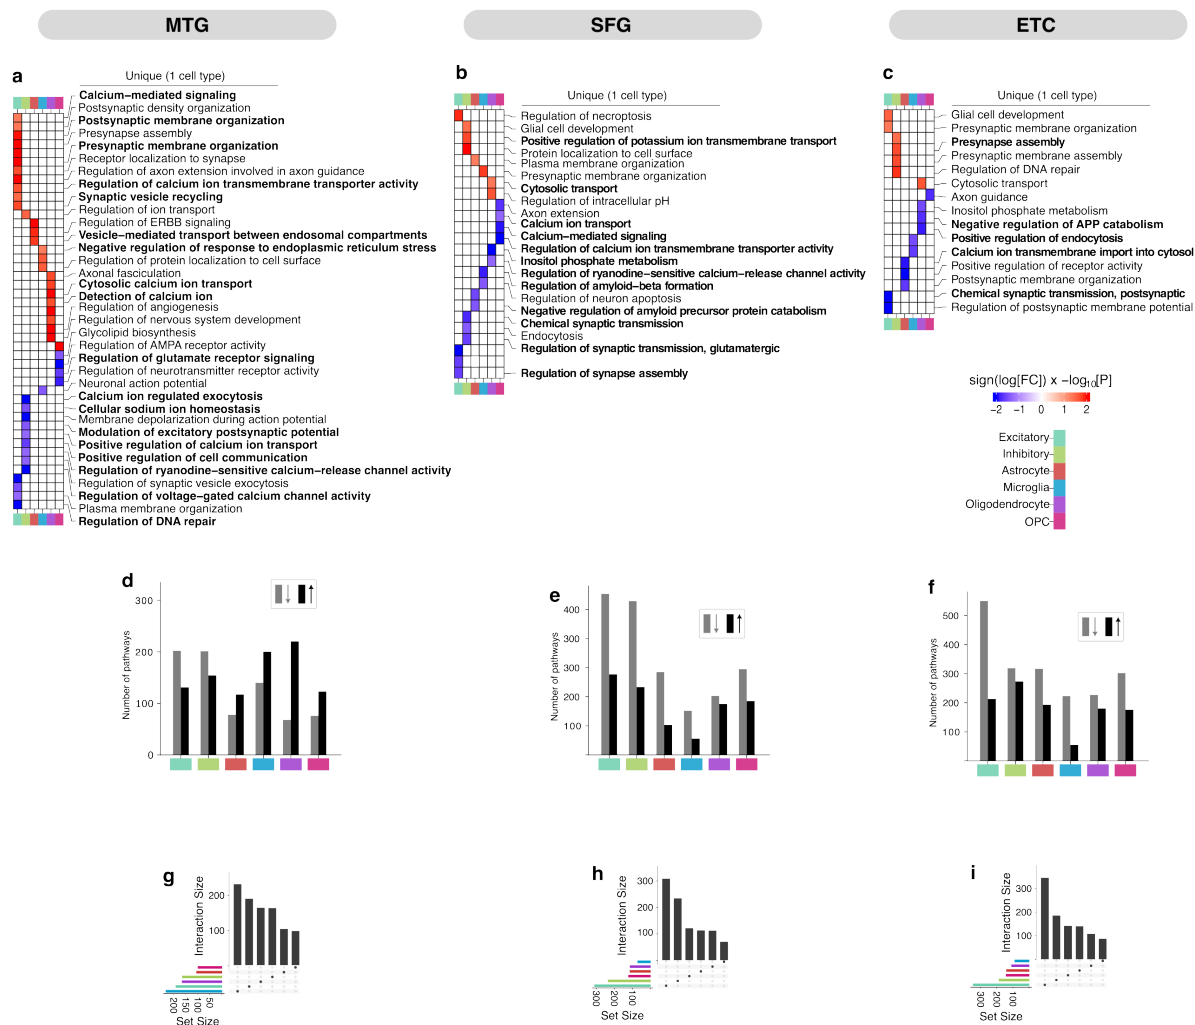 MTG
SFG
ETC
a
Unique (1 cell type)
Calcium−mediated signaling
Postsynaptic density organization
Postsynaptic membrane organization
Presynapse assembly
Presynaptic membrane organization
Receptor localization to synapse
Regulation of axon extension involved in axon guidance
Regulation of calcium ion transmembrane transporter activity
Synaptic vesicle recycling
Regulation of ion transport
Regulation of ERBB signaling
Vesicle−mediated transport between endosomal compartments
Negative regulation of response to endoplasmic reticulum stress
Regulation of protein localization to cell surface
Axonal fasciculation
Cytosolic calcium ion transport
Detection of calcium ion
Regulation of angiogenesis
Regulation of nervous system development
Glycolipid biosynthesis
Regulation of AMPA receptor activity
Regulation of glutamate receptor signaling
Regulation of neurotransmitter receptor activity
Neuronal action potential
Calcium ion regulated exocytosis
Cellular sodium ion homeostasis
Membrane depolarization during action potential
Modulation of excitatory postsynaptic potential
Positive regulation of calcium ion transport
Positive regulation of cell communication
Regulation of ryanodine−sensitive calcium−release channel activity
Regulation of synaptic vesicle exocytosis
Regulation of voltage−gated calcium channel activity
Plasma membrane organization
Regulation of DNA repair
b
Unique (1 cell type)
Regulation of necroptosis
Glial cell development
Positive regulation of potassium ion transmembrane transport
Protein localization to cell surface
Plasma membrane organization
Presynaptic membrane organization
Cytosolic transport
Regulation of intracellular pH
Axon extension
Calcium ion transport
Calcium−mediated signaling
Regulation of calcium ion transmembrane transporter activity
Inositol phosphate metabolism
Regulation of ryanodine−sensitive calcium−release channel activity
Regulation of amyloid−beta formation
Regulation of neuron apoptosis
Negative regulation of amyloid precursor protein catabolism
Chemical synaptic transmission
Endocytosis
Regulation of synaptic transmission, glutamatergic
Regulation of synapse assembly
c
Unique (1 cell type)
Glial cell development
Presynaptic membrane organization
Presynapse assembly
Presynaptic membrane assembly
Regulation of DNA repair
Cytosolic transport
Axon guidance
Inositol phosphate metabolism
Negative regulation of APP catabolism
Positive regulation of endocytosis
Calcium ion transmembrane import into cytosol
Positive regulation of receptor activity
Postsynaptic membrane organization
Chemical synaptic transmission, postsynaptic
Regulation of postsynaptic membrane potential
sign(log[FC]) x −log10[P]
−2 −1 0 1 2
Excitatory
Inhibitory
Astrocyte
Microglia
Oligodendrocyte
OPC
d
Number of pathways
300
200
100
0
e
Number of pathways
400
300
200
100
f
Number of pathways
500
400
300
200
100
g
Interaction Size
200
100
200 150 100 50
Set Size
h
Interaction Size
300
200
100
300 200 100
Set Size
i
Interaction Size
300
200
100
300 200 100
Set Size